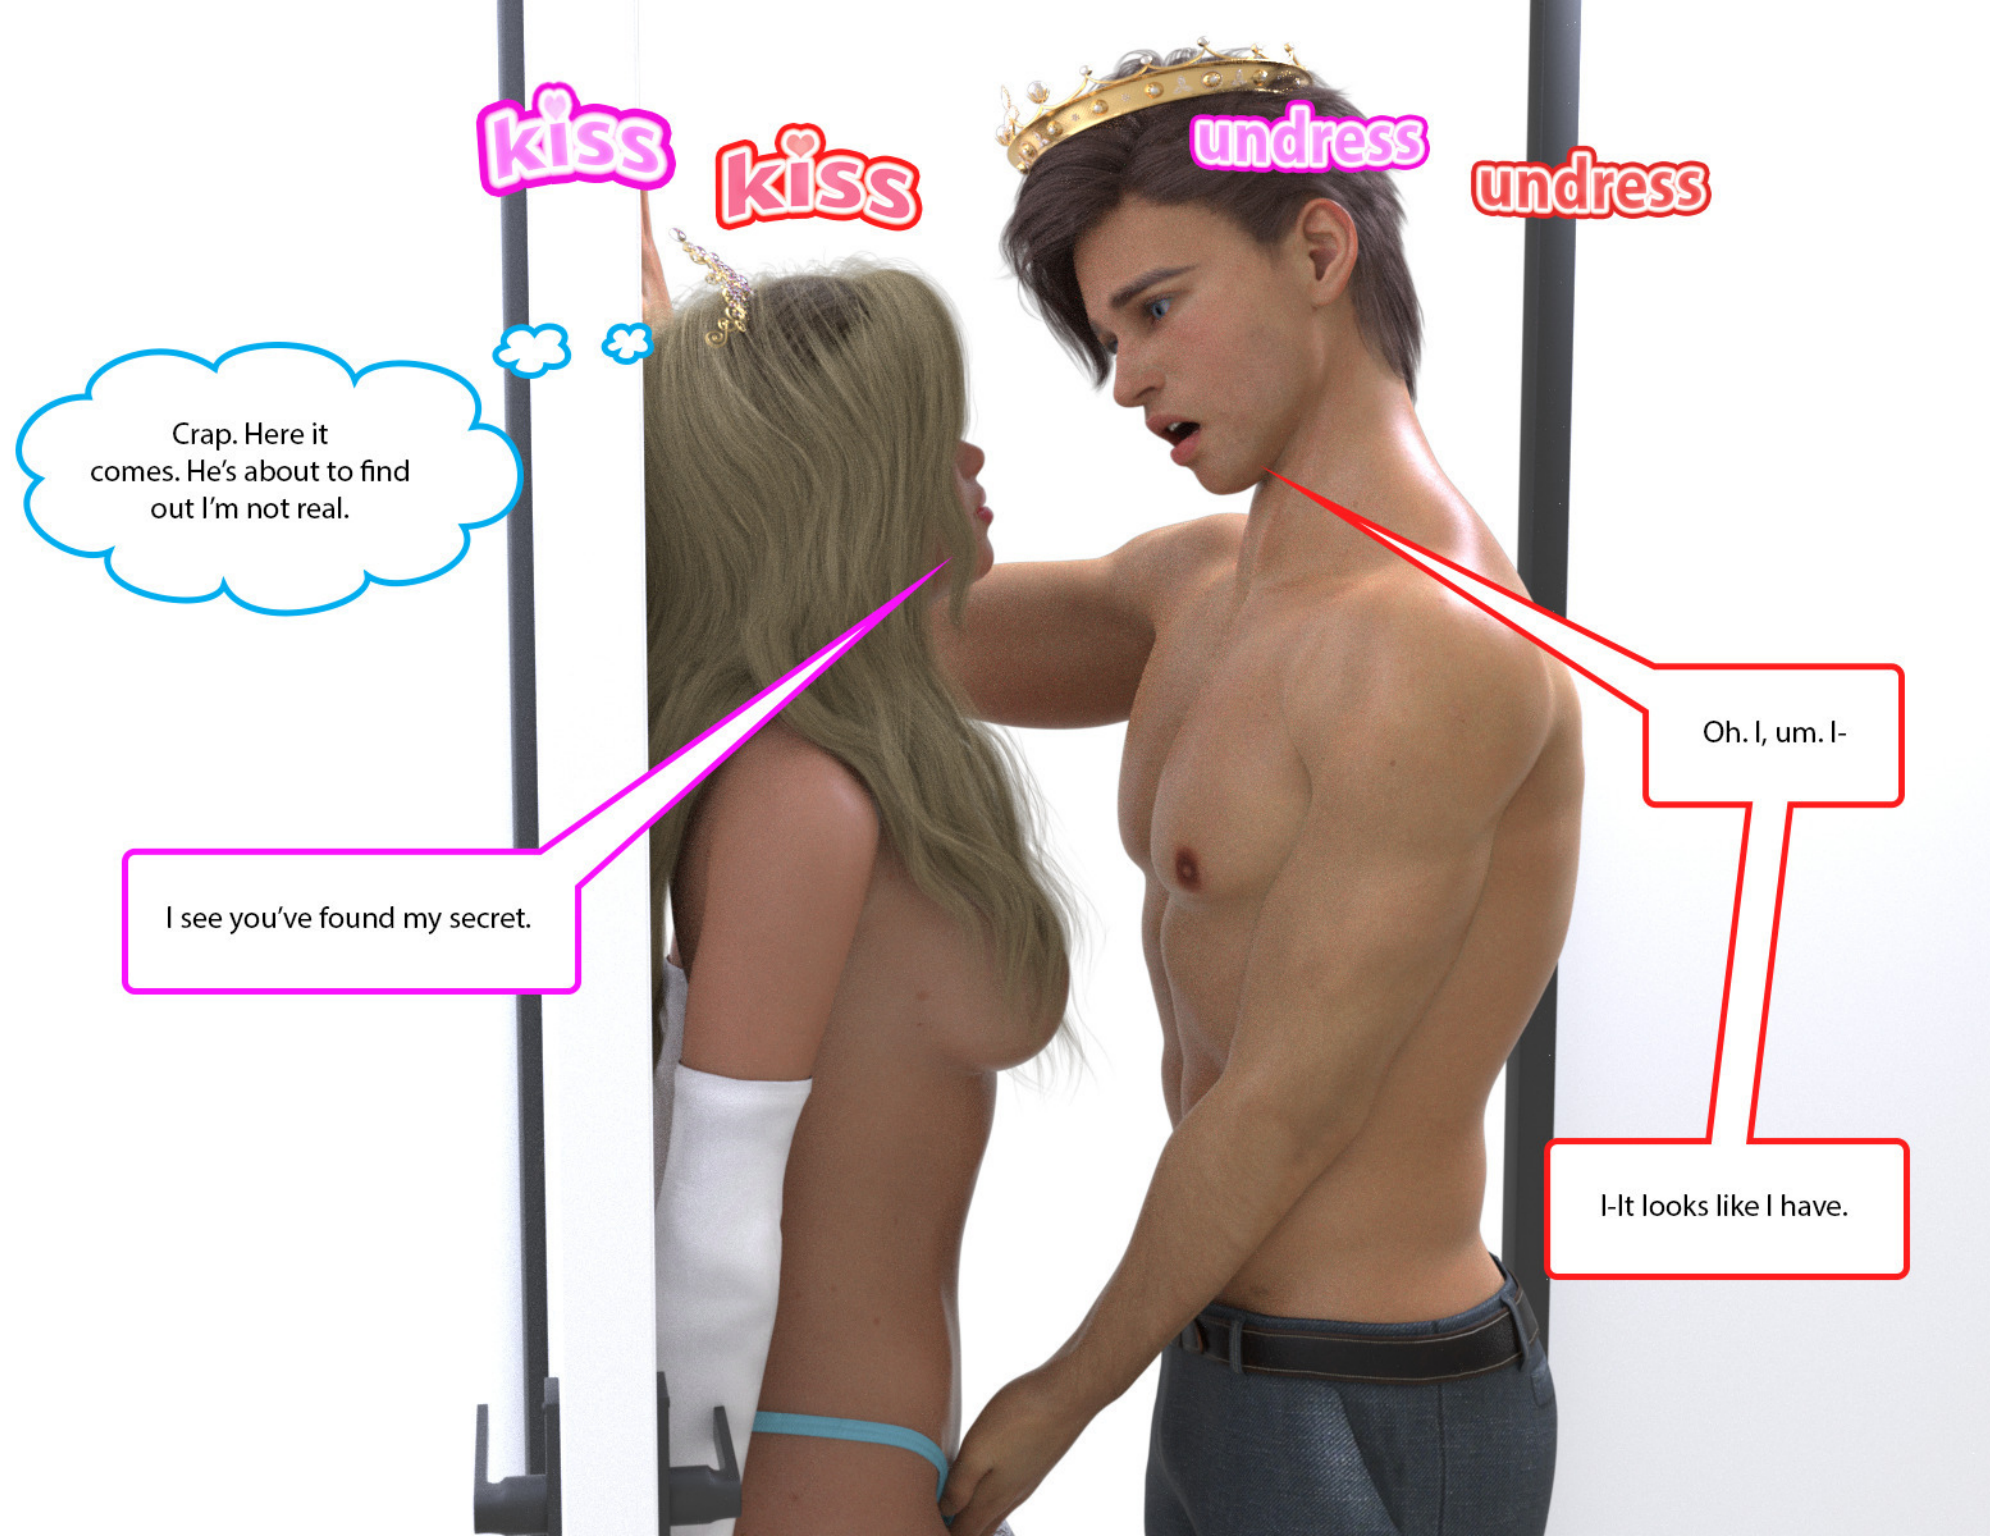 kiss
kiss
undress
undress
Crap. Here it
comes. He's about to find
out I'm not real.
I see you've found my secret.
Oh. I, um. I-
I-It looks like I have.